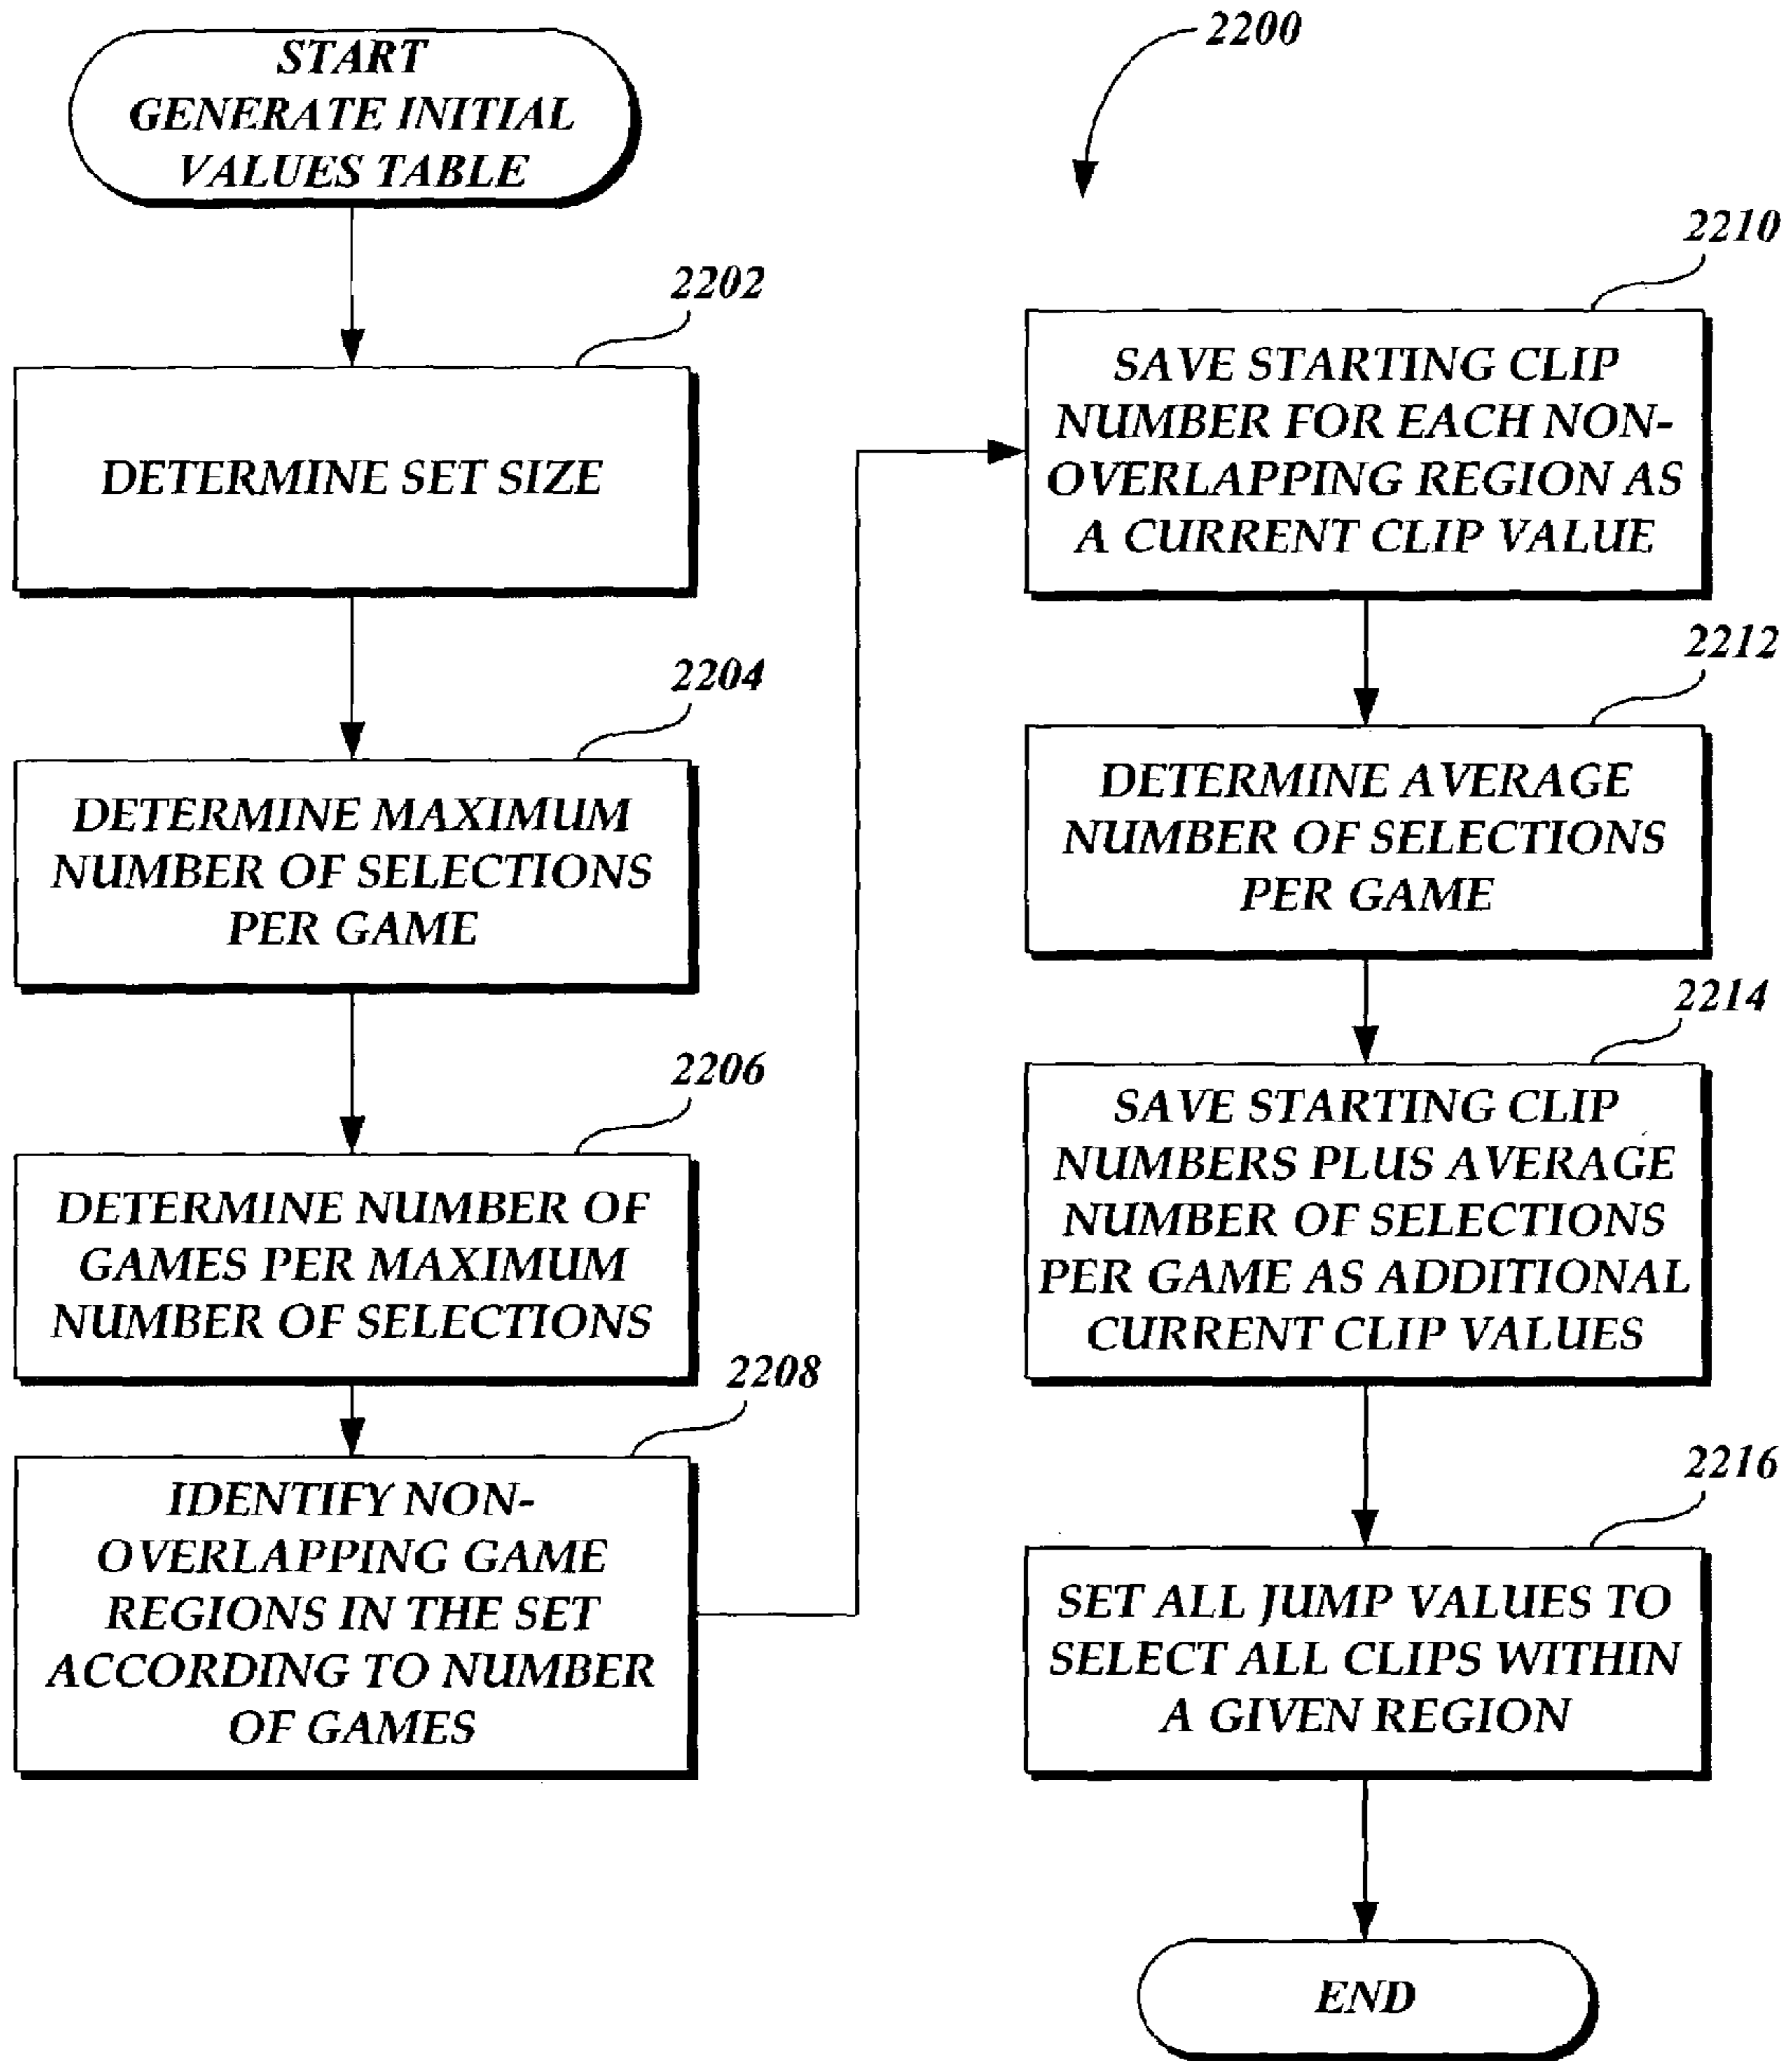 START
GENERATE INITIAL
VALUES TABLE
2202
DETERMINE SET SIZE
2204
DETERMINE MAXIMUM
NUMBER OF SELECTIONS
PER GAME
2206
DETERMINE NUMBER OF
GAMES PER MAXIMUM
NUMBER OF SELECTIONS
2208
IDENTIFY NON-
OVERLAPPING GAME
REGIONS IN THE SET
ACCORDING TO NUMBER
OF GAMES
2200
2210
SAVE STARTING CLIP
NUMBER FOR EACH NON-
OVERLAPPING REGION AS
A CURRENT CLIP VALUE
2212
DETERMINE AVERAGE
NUMBER OF SELECTIONS
PER GAME
2214
SAVE STARTING CLIP
NUMBERS PLUS AVERAGE
NUMBER OF SELECTIONS
PER GAME AS ADDITIONAL
CURRENT CLIP VALUES
2216
SET ALL JUMP VALUES TO
SELECT ALL CLIPS WITHIN
A GIVEN REGION
END